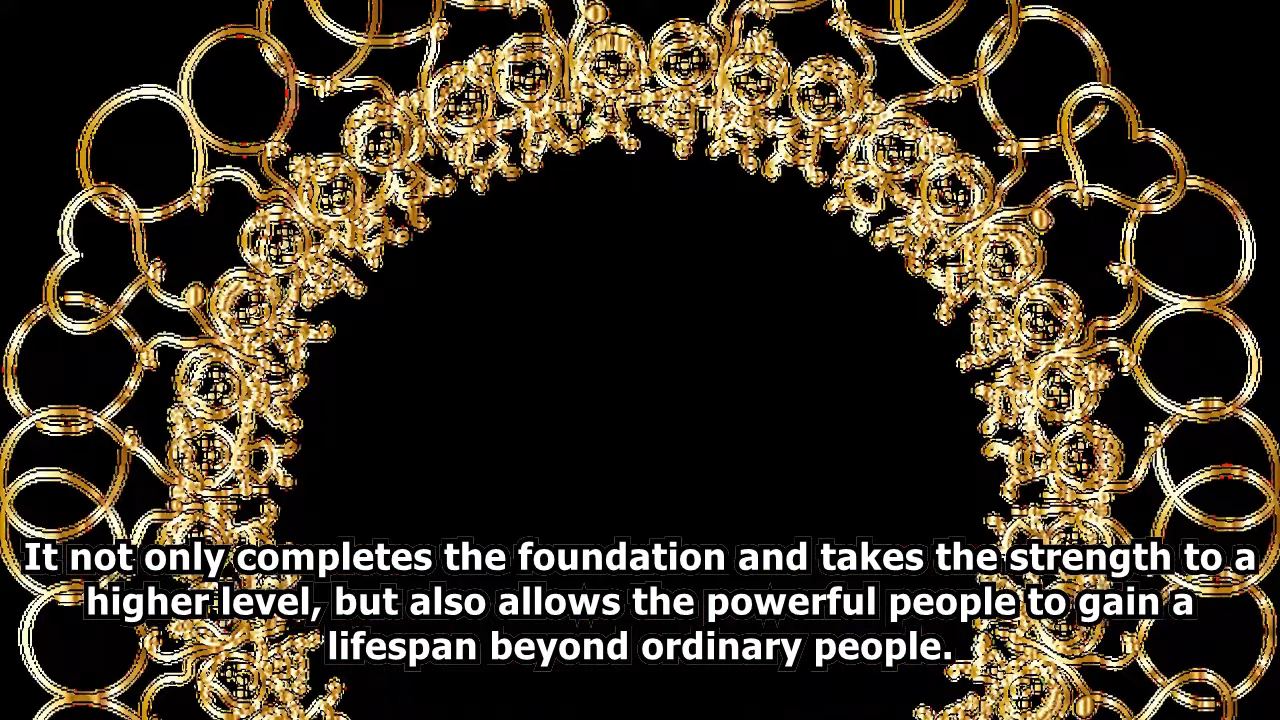 It not only completes the foundation and takes the strength to a
higher level, but also allows the powerful people to gain a
lifespan beyond ordinary people.